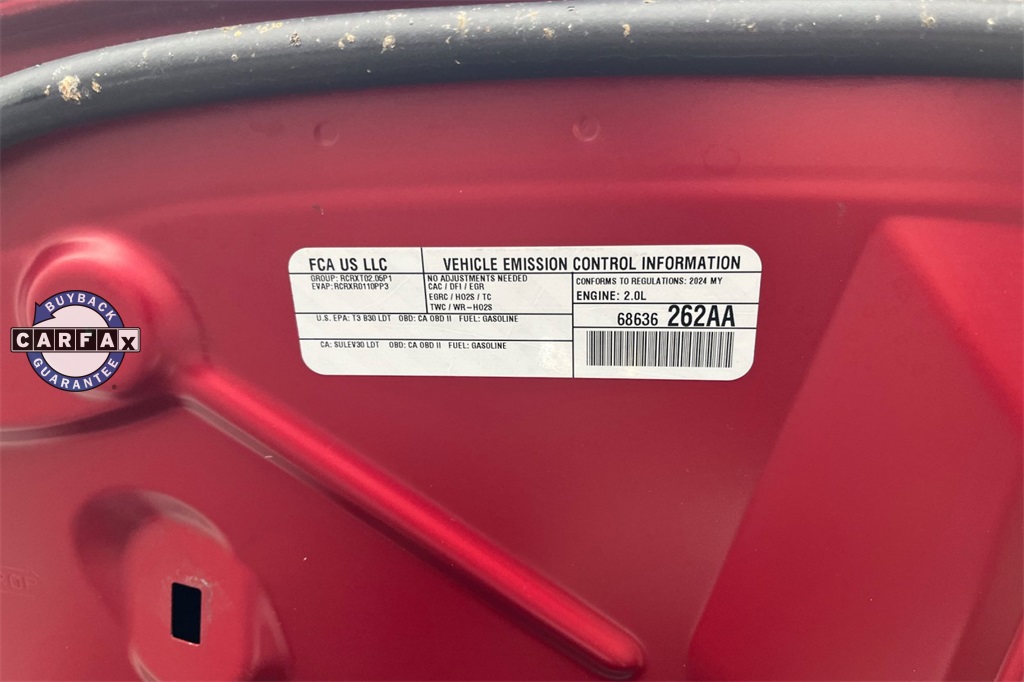 FCA US LLC
VEHICLE EMISSION CONTROL INFORMATION
GROUP: RCRXT02.05P1
EVAP: RCRXR0110PP3
NO ADJUSTMENTS NEEDED
CAC / DFI / EGR
EGRC / HO2S / TC
TWC / WR-HO2S
CONFORMS TO REGULATIONS: 2024 MY
ENGINE: 2.0L
U.S. EPA: T3 B30 LDT OBD: CA OBD II FUEL: GASOLINE
68636 262AA
CA: SULEV30 LDT OBD: CA OBD II FUEL: GASOLINE
BUYBACK
CARFAX
GUARANTEE